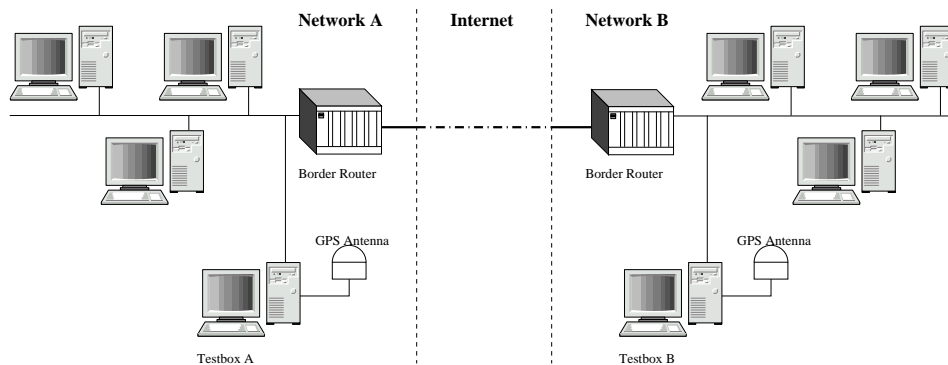 Network A
Internet
Network B
Border Router
Border Router
GPS Antenna
GPS Antenna
Testbox A
Testbox B